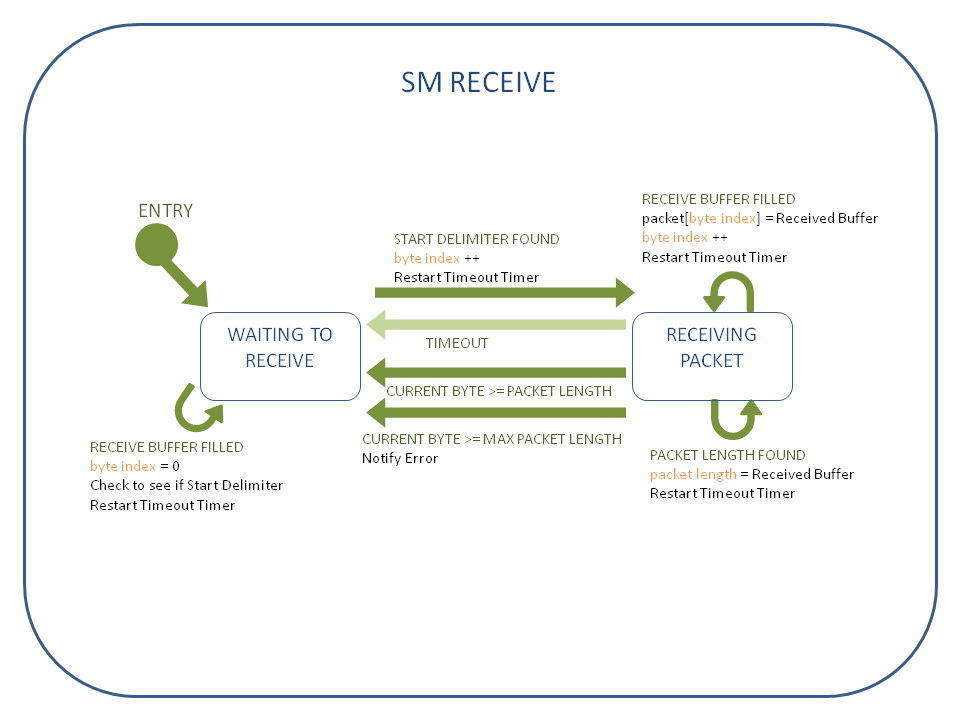 SM RECEIVE
ENTRY
RECEIVE BUFFER FILLED
packet[byte index] = Received Buffer
byte index ++
Restart Timeout Timer
START DELIMITER FOUND
byte index ++
Restart Timeout Timer
WAITING TO
RECEIVE
RECEIVING
PACKET
TIMEOUT
CURRENT BYTE >= PACKET LENGTH
CURRENT BYTE >= MAX PACKET LENGTH
Notify Error
RECEIVE BUFFER FILLED
byte index = 0
Check to see if Start Delimiter
Restart Timeout Timer
PACKET LENGTH FOUND
packet length = Received Buffer
Restart Timeout Timer